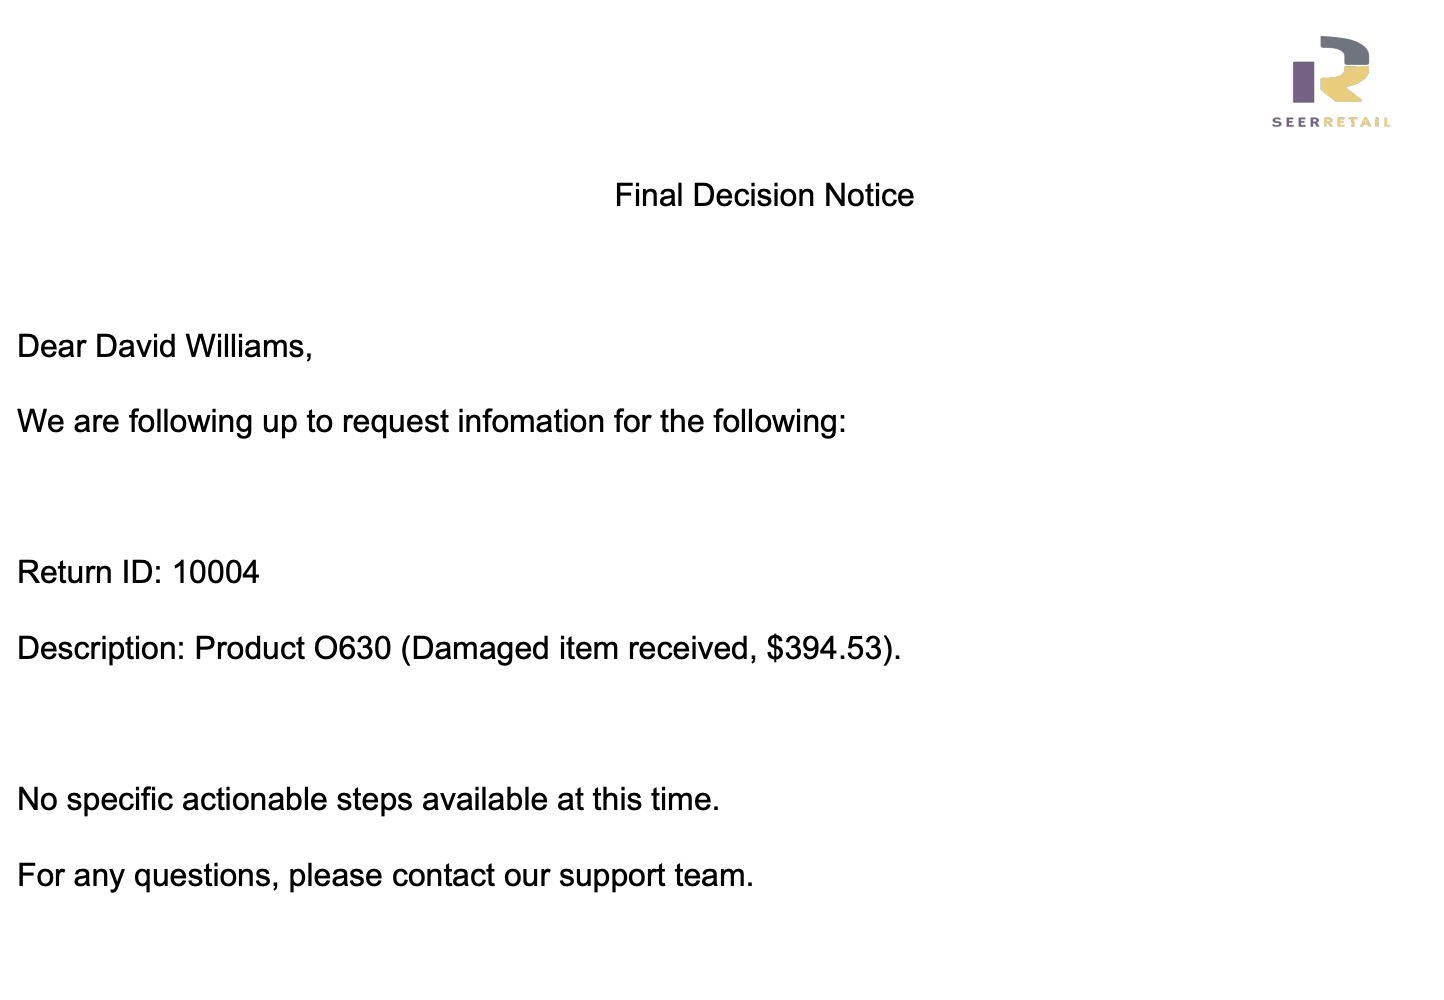 SEERRETAIL
Final Decision Notice
Dear David Williams,
We are following up to request infomation for the following:
Return ID: 10004
Description: Product O630 (Damaged item received, $394.53).
No specific actionable steps available at this time.
For any questions, please contact our support team.